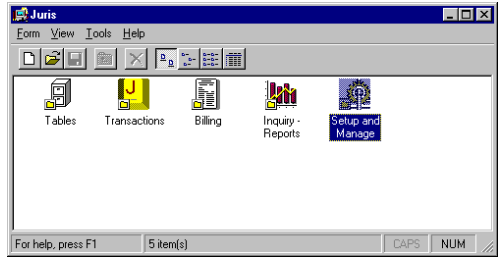 Juris
Form View Tools Help
J
Tables Transactions Billing Inquiry - Reports Setup and Manage
For help, press F1 5 item(s) CAPS NUM